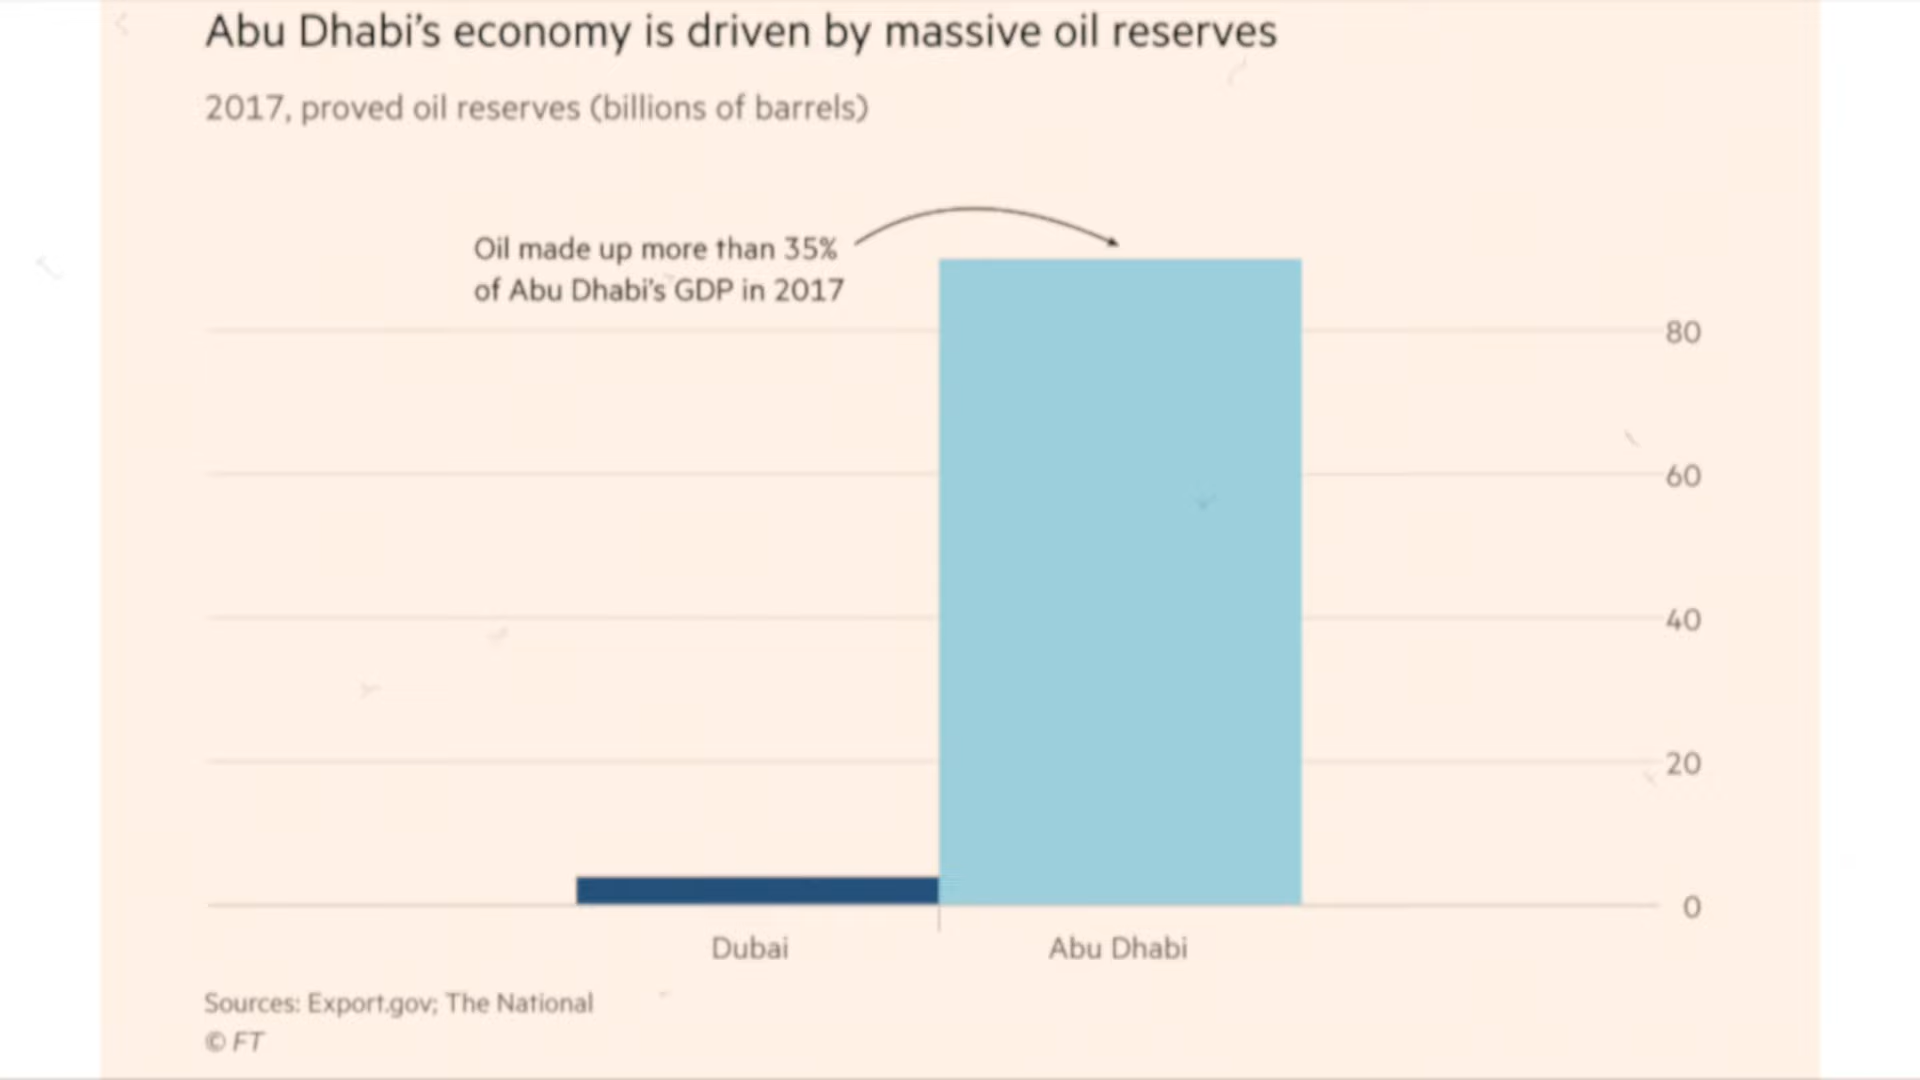 Abu Dhabi’s economy is driven by massive oil reserves
2017, proved oil reserves (billions of barrels)
Oil made up more than 35%
of Abu Dhabi’s GDP in 2017
80
60
40
20
0
Dubai
Abu Dhabi
Sources: Export.gov; The National
© FT